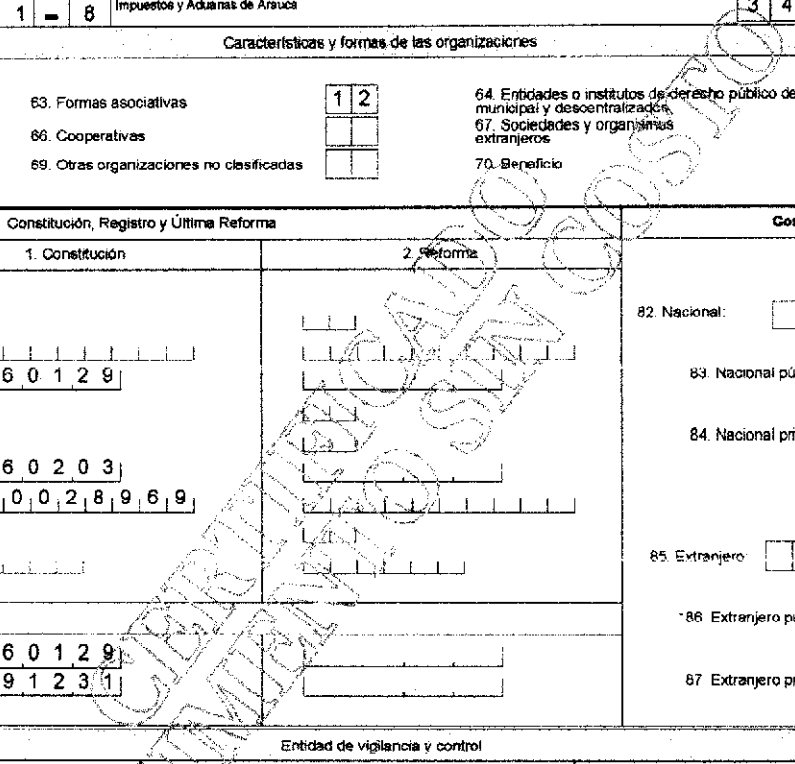 1 - 8 Impuestos y Aduanas de Arauca 3 4
Características y formas de las organizaciones
63. Formas asociativas 1 2
64. Entidades o institutos de derecho público de
municipal y descentralizados
66. Cooperativas
67. Sociedades y organismos
extranjeros
69. Otras organizaciones no clasificadas
70. Beneficio
Constitución, Registro y Última Reforma
1. Constitución 2. Reforma
82. Nacional:
6 0 1 2 9
83. Nacional pú
84. Nacional pri
6 0 2 0 3
0 0 2 8 9 6 9
85. Extranjero
86 Extranjero
6 0 1 2 9
9 1 2 3 1
87 Extranjero pr
Entidad de vigilancia y control
CERTIFICADO
SIN COSTO